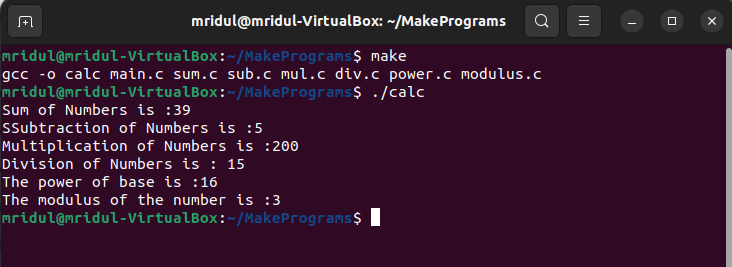 mridul@mridul-VirtualBox: ~/MakePrograms
mridul@mridul-VirtualBox:~/MakePrograms$ make
gcc -o calc main.c sum.c sub.c mul.c div.c power.c modulus.c
mridul@mridul-VirtualBox:~/MakePrograms$ ./calc
Sum of Numbers is :39
SSubtraction of Numbers is :5
Multiplication of Numbers is :200
Division of Numbers is : 15
The power of base is :16
The modulus of the number is :3
mridul@mridul-VirtualBox:~/MakePrograms$